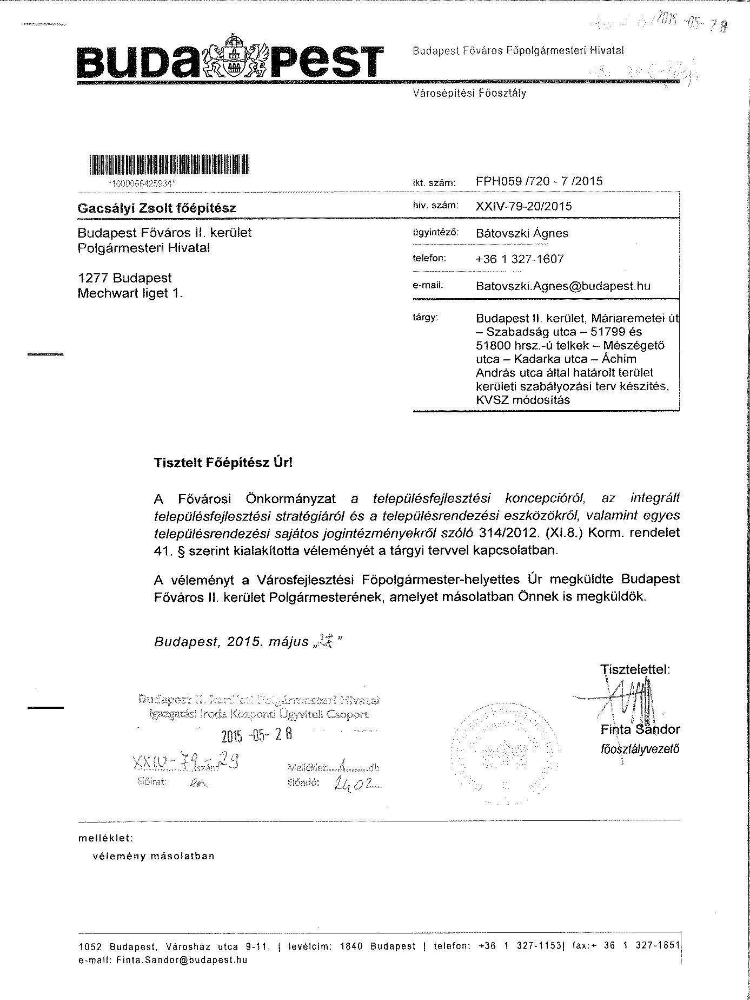 2015 -05- 28
BUDAPEST
Budapest Főváros Főpolgármesteri Hivatal
Városépítési Főosztály
*1000066425934*
ikt. szám: FPH059 /720 - 7 /2015
Gacsályi Zsolt főépítész
hiv. szám: XXIV-79-20/2015
Budapest Főváros II. kerület
Polgármesteri Hivatal
1277 Budapest
Mechwart liget 1.
ügyintéző: Bátovszki Ágnes
telefon: +36 1 327-1607
e-mail: Batovszki.Agnes@budapest.hu
tárgy: Budapest II. kerület, Máriaremetei út
– Szabadság utca – 51799 és
51800 hrsz.-ú telkek – Mészégető
utca – Kadarka utca – Áchim
András utca által határolt terület
kerületi szabályozási terv készítés,
KVSZ módosítás
Tisztelt Főépítész Úr!
A Fővárosi Önkormányzat a településfejlesztési koncepcióról, az integrált
településfejlesztési stratégiáról és a településrendezési eszközökről, valamint egyes
településrendezési sajátos jogintézményekről szóló 314/2012. (XI.8.) Korm. rendelet
41. § szerint kialakította véleményét a tárgyi tervvel kapcsolatban.
A véleményt a Városfejlesztési Főpolgármester-helyettes Úr megküldte Budapest
Főváros II. kerület Polgármesterének, amelyet másolatban Önnek is megküldök.
Budapest, 2015. május „ ”
Tisztelettel:
Finta Sándor
főosztályvezető
Budapest II. kerületi Polgármesteri Hivatal
Igazgatási Iroda Központi Ügyviteli Csoport
2015 -05- 28
XXIV-79-29 szám
Melléklet: 1 db
Előirat: en
Előadó: 2402
melléklet:
vélemény másolatban
1052 Budapest, Városház utca 9-11. | levélcím: 1840 Budapest | telefon: +36 1 327-1153| fax:+ 36 1 327-1851
e-mail: Finta.Sandor@budapest.hu